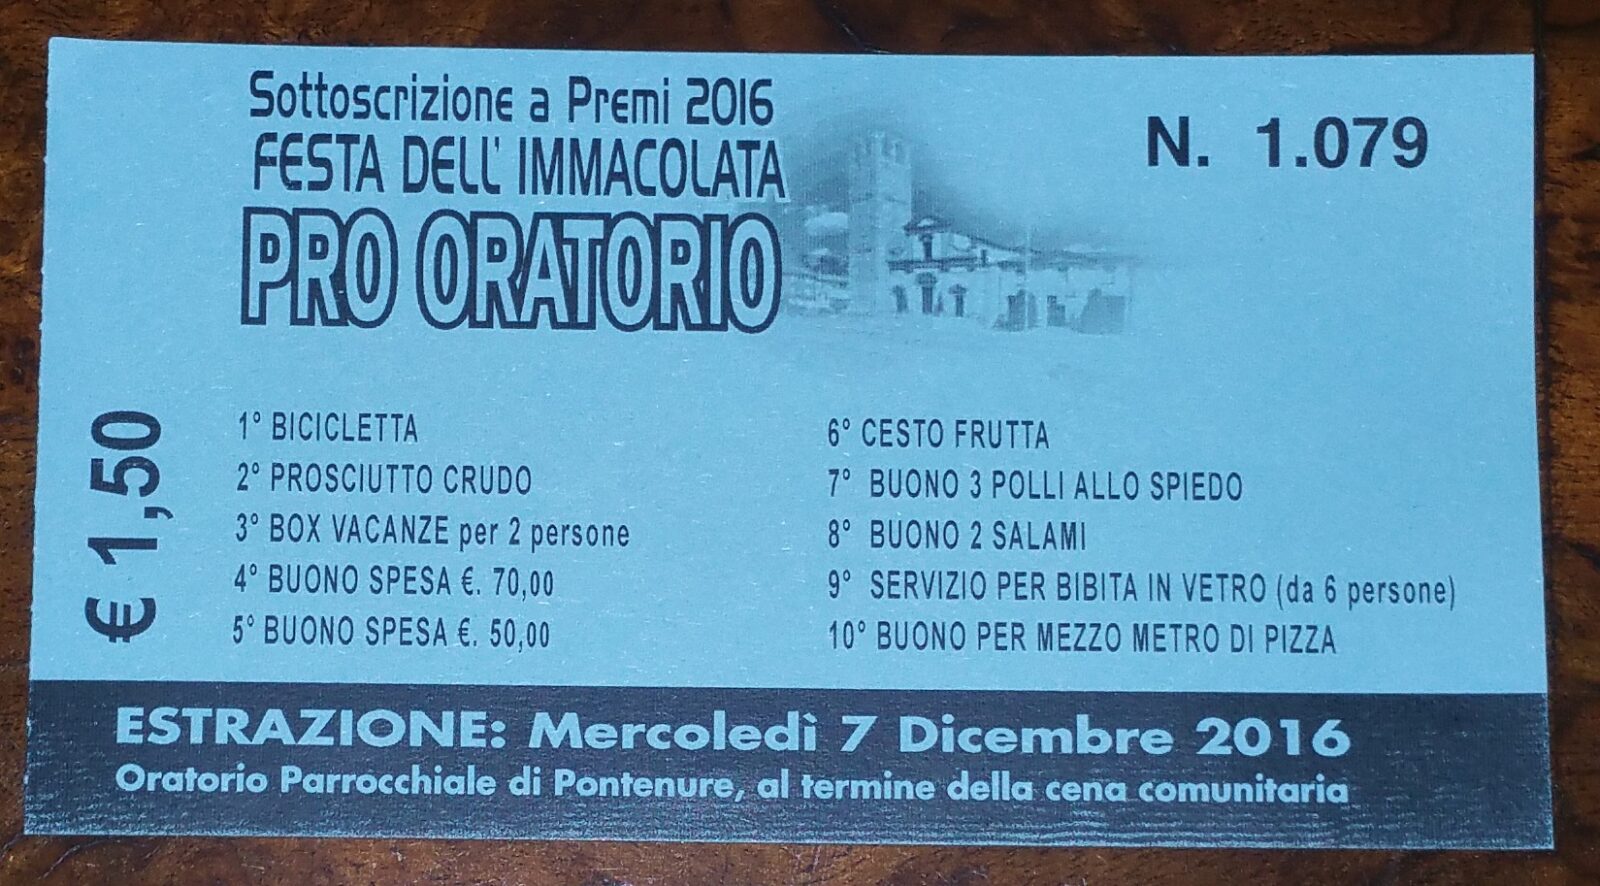 Sottoscrizione a Premi 2016
FESTA DELL' IMMACOLATA
PRO ORATORIO
N. 1.079
€ 1,50
1° BICICLETTA
2° PROSCIUTTO CRUDO
3° BOX VACANZE per 2 persone
4° BUONO SPESA €. 70,00
5° BUONO SPESA €. 50,00
6° CESTO FRUTTA
7° BUONO 3 POLLI ALLO SPIEDO
8° BUONO 2 SALAMI
9° SERVIZIO PER BIBITA IN VETRO (da 6 persone)
10° BUONO PER MEZZO METRO DI PIZZA
ESTRAZIONE: Mercoledì 7 Dicembre 2016
Oratorio Parrocchiale di Pontenure, al termine della cena comunitaria